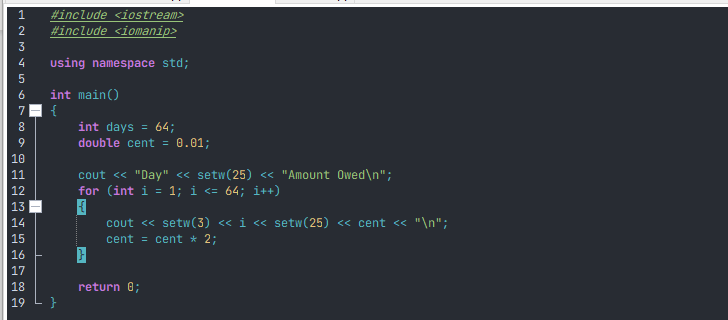 1 #include <iostream>
2 #include <iomanip>
3
4 using namespace std;
5
6 int main()
7 {
8 int days = 64;
9 double cent = 0.01;
10
11 cout << "Day" << setw(25) << "Amount Owed\n";
12 for (int i = 1; i <= 64; i++)
13 {
14 cout << setw(3) << i << setw(25) << cent << "\n";
15 cent = cent * 2;
16 }
17
18 return 0;
19 }